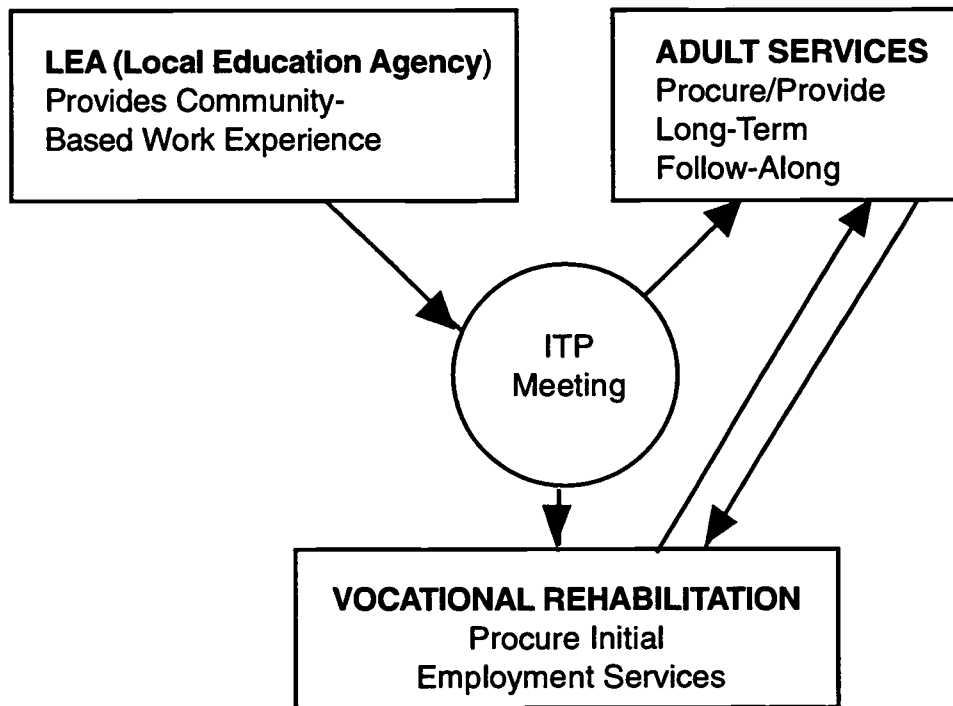 LEA (Local Education Agency)
Provides Community-
Based Work Experience
ADULT SERVICES
Procure/Provide
Long-Term
Follow-Along
ITP
Meeting
VOCATIONAL REHABILITATION
Procure Initial
Employment Services